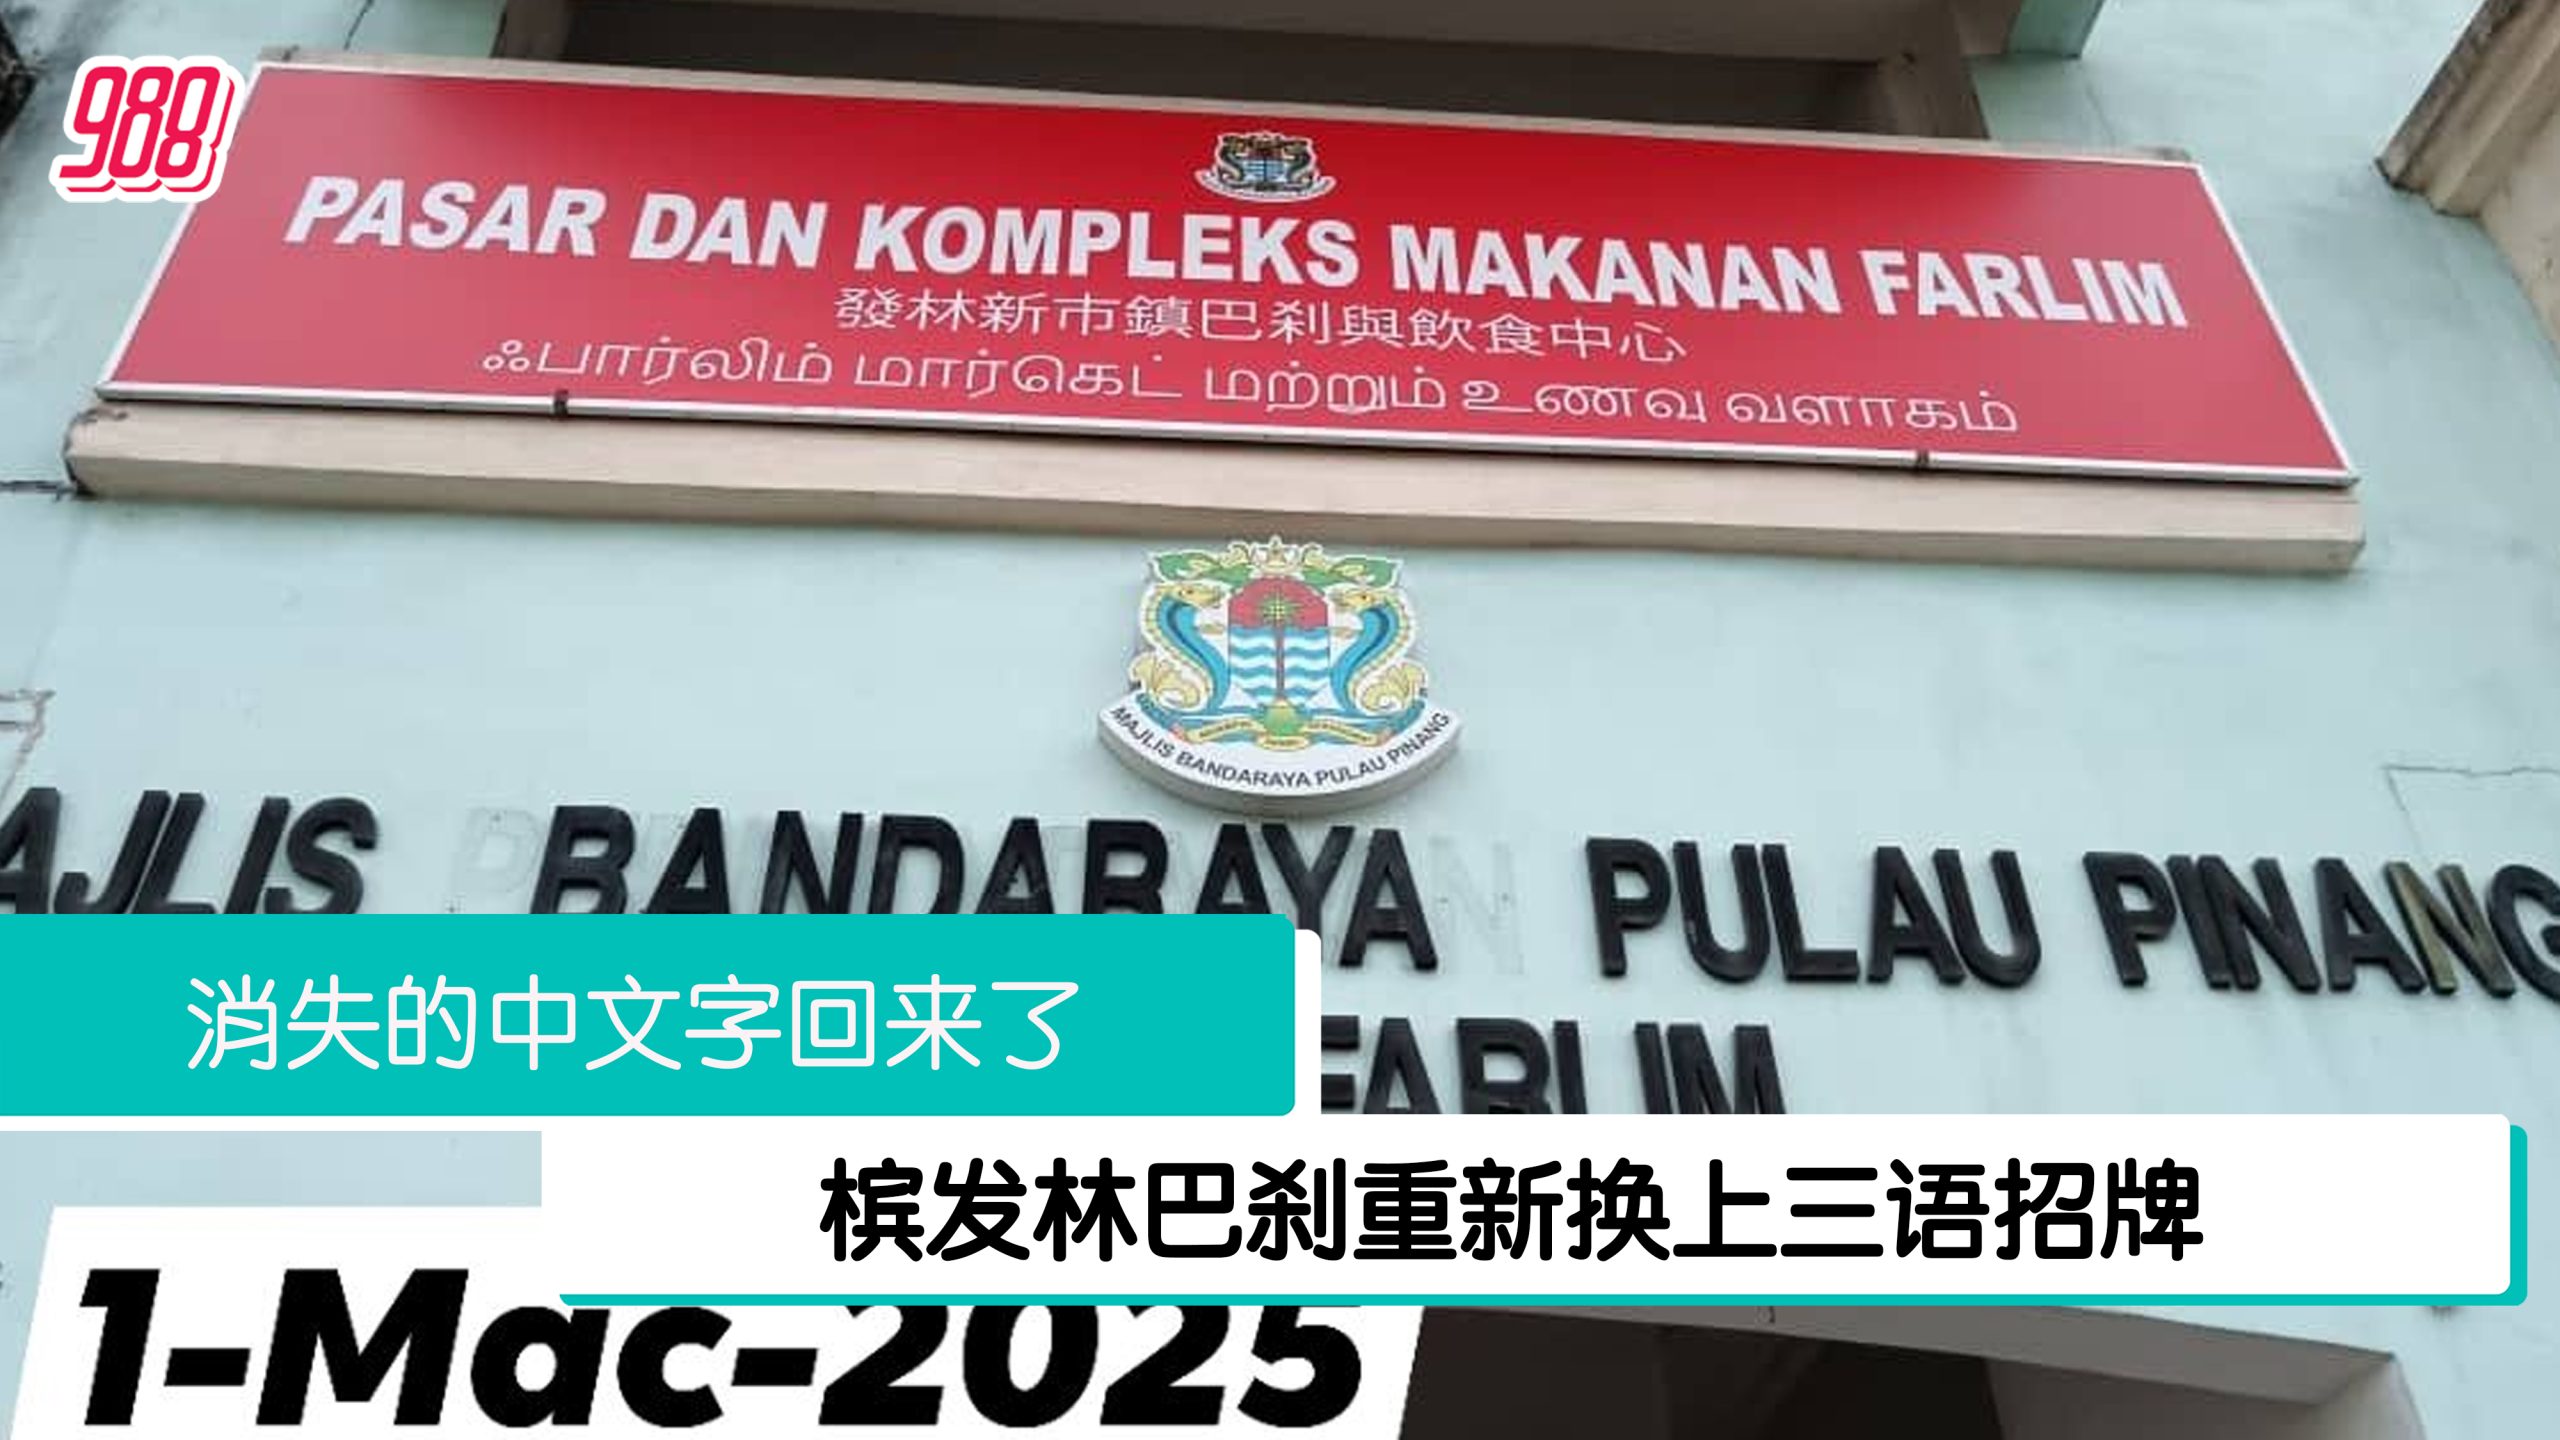 988
PASAR DAN KOMPLEKS MAKANAN FARLIM
發林新市鎮巴刹與飲食中心
ஃபார்லிம் மார்கெட் மற்றும் உணவு வளாகம்
MAJLIS BANDARAYA PULAU PINANG
AJLIS BANDARAYA PULAU PINANG
FARLIM
消失的中文字回来了
槟发林巴刹重新换上三语招牌
1-Mac-2025